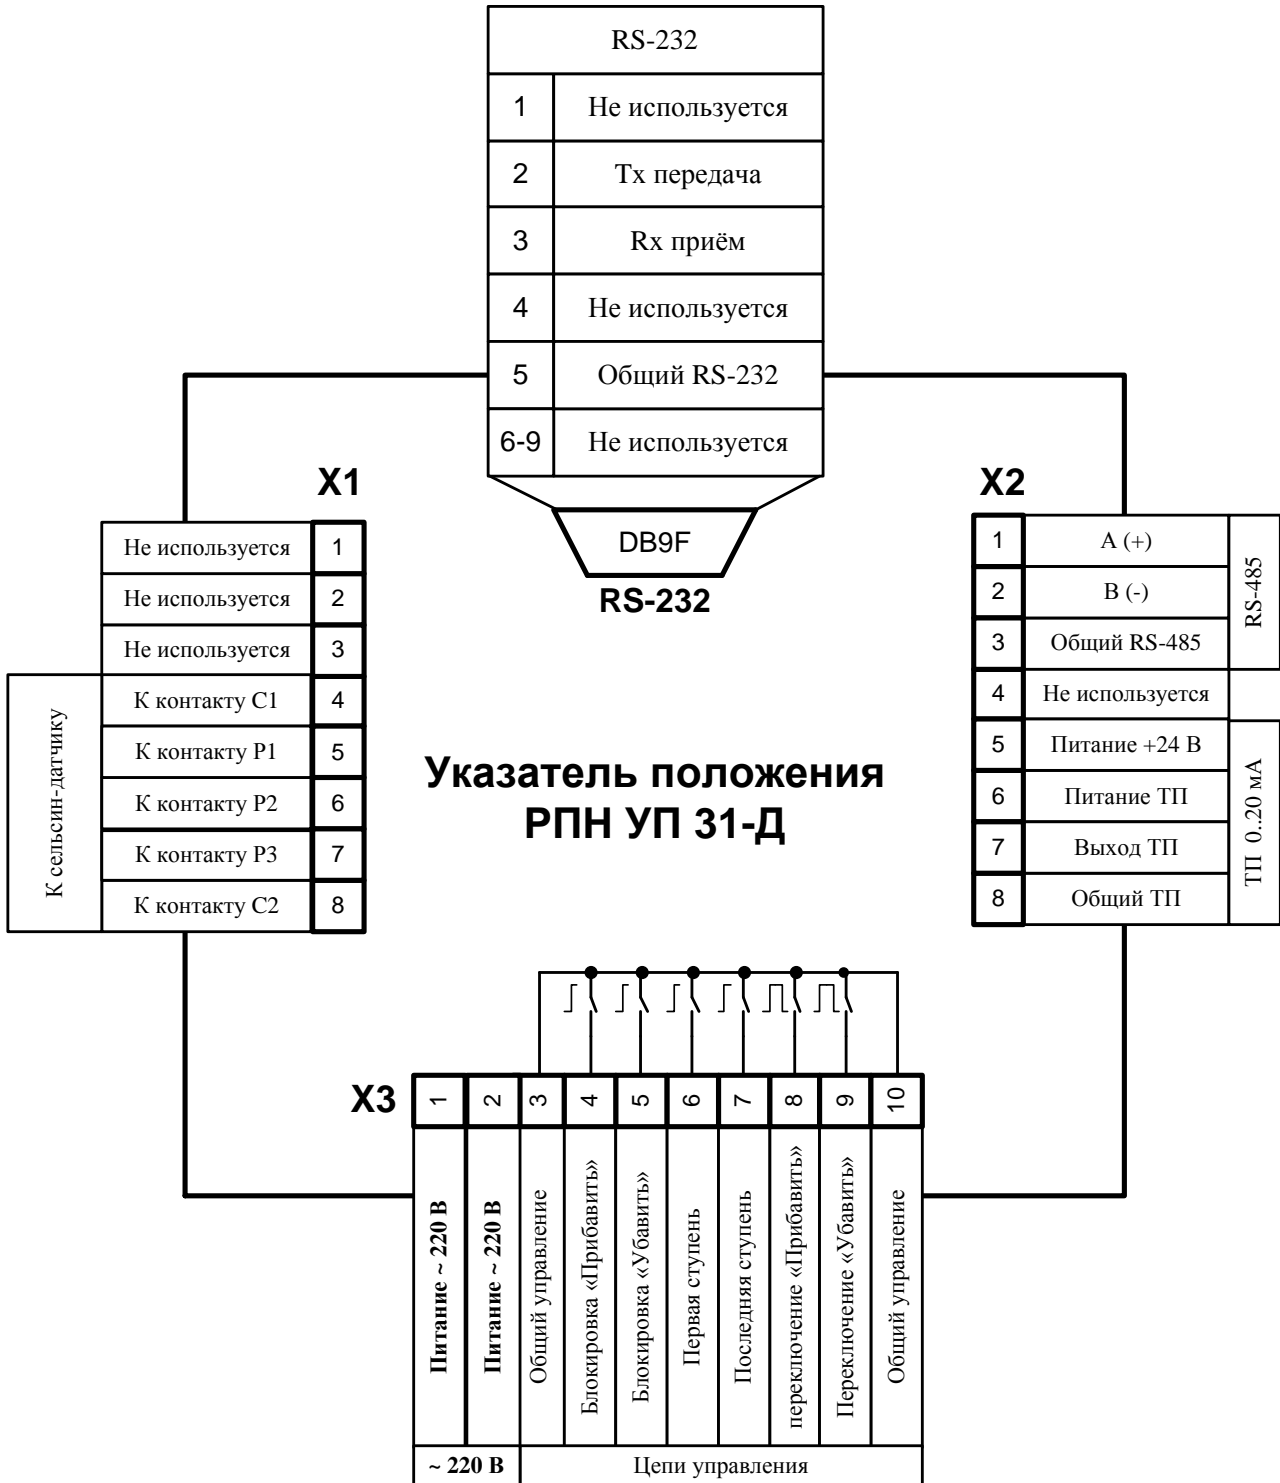 RS-232
1 Не используется
2 Tx передача
3 Rx приём
4 Не используется
5 Общий RS-232
6-9 Не используется
DB9F
RS-232
X1
Не используется 1
Не используется 2
Не используется 3
К контакту С1 4
К контакту Р1 5
К контакту Р2 6
К контакту Р3 7
К контакту С2 8
К сельсин-датчику
X2
1 A (+)
2 B (-)
3 Общий RS-485
4 Не используется
5 Питание +24 В
6 Питание ТП
7 Выход ТП
8 Общий ТП
RS-485
ТП 0..20 мА
Указатель положения
РПН УП 31-Д
X3
1 Питание ~ 220 В
2 Питание ~ 220 В
3 Общий управление
4 Блокировка «Прибавить»
5 Блокировка «Убавить»
6 Первая ступень
7 Последняя ступень
8 переключение «Прибавить»
9 Переключение «Убавить»
10 Общий управление
~ 220 В
Цепи управления